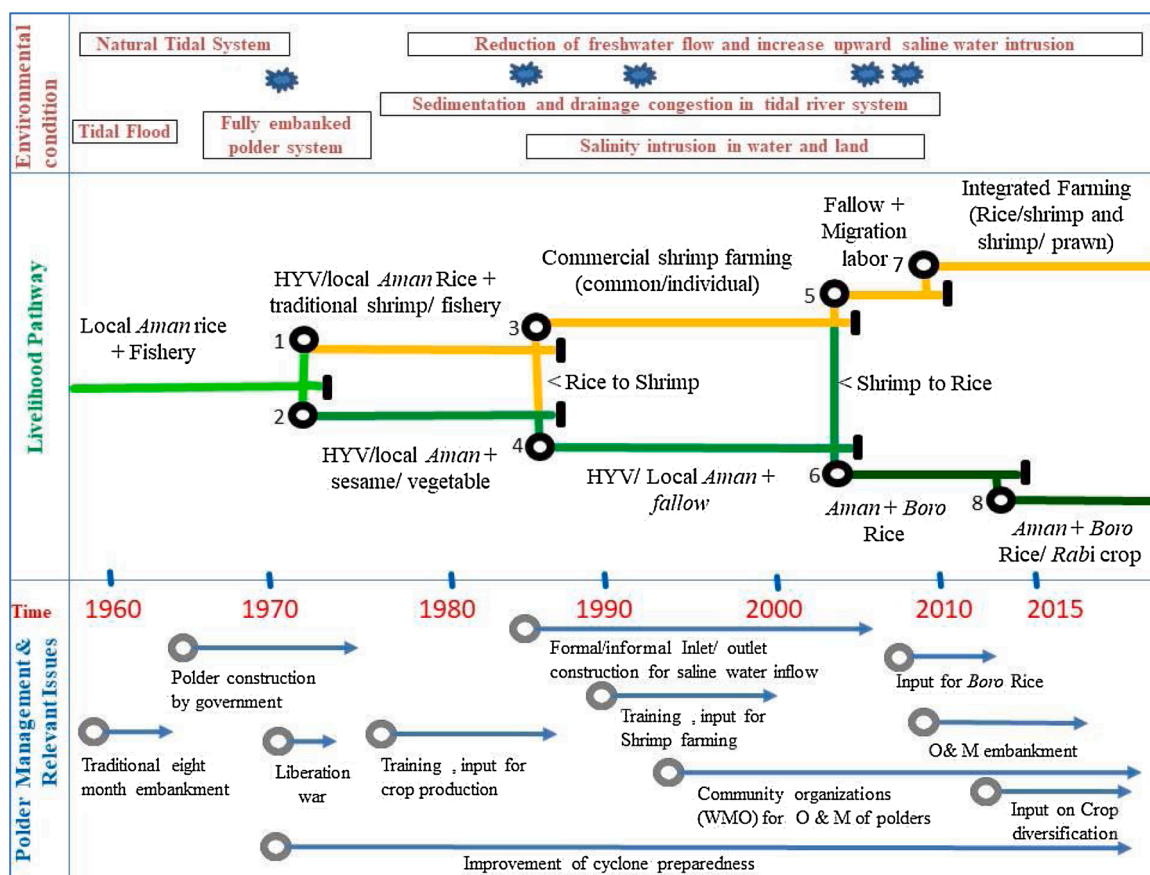 Environmental
condition
Natural Tidal System
Reduction of freshwater flow and increase upward saline water intrusion
Sedimentation and drainage congestion in tidal river system
Tidal Flood
Fully embanked
polder system
Salinity intrusion in water and land
Livelihood Pathway
Local Aman rice
+ Fishery
HYV/local Aman Rice +
traditional shrimp/ fishery
1
2
HYV/local Aman +
sesame/ vegetable
Commercial shrimp farming
(common/individual)
3
< Rice to Shrimp
4
HYV/ Local Aman +
fallow
Fallow +
Migration
labor
5
< Shrimp to Rice
6
Aman + Boro
Rice
Integrated Farming
(Rice/shrimp and
shrimp/ prawn)
7
8
Aman + Boro
Rice/ Rabi crop
Time
1960
1970
1980
1990
2000
2010
2015
Polder Management &
Relevant Issues
Polder construction
by government
Formal/informal Inlet/ outlet
construction for saline water inflow
Input for Boro Rice
Training , input for
Shrimp farming
Traditional eight
month embankment
Liberation
war
Training , input for
crop production
O& M embankment
Community organizations
(WMO) for O & M of polders
Input on Crop
diversification
Improvement of cyclone preparedness